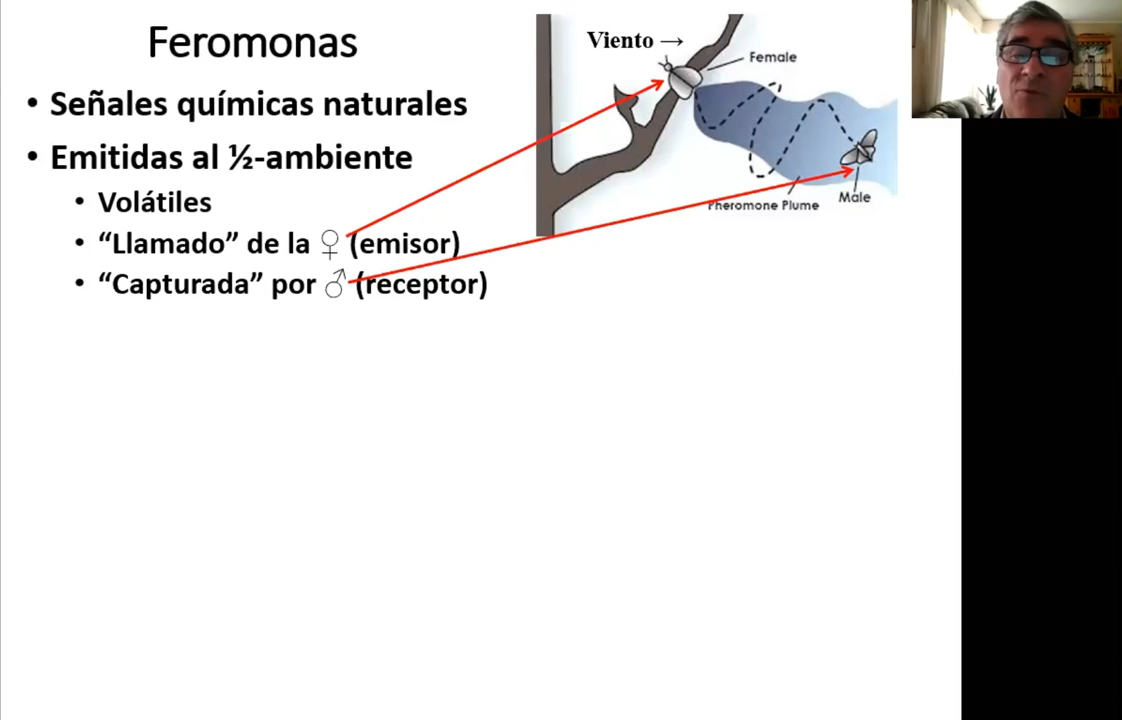 Feromonas
• Señales químicas naturales
• Emitidas al ½-ambiente
• Volátiles
• “Llamado” de la ♀ (emisor)
• “Capturada” por ♂ (receptor)
Viento →
Female
Male
Pheromone Plume